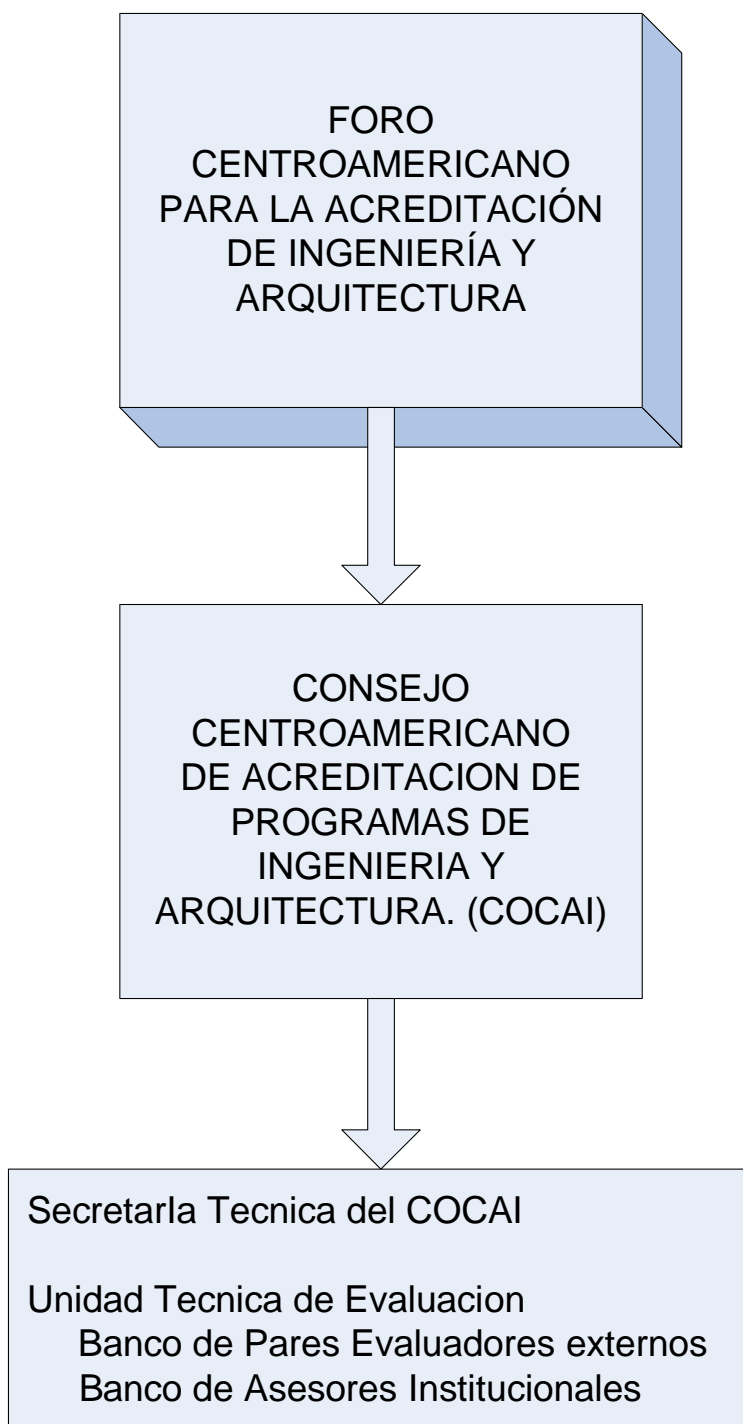 FORO
CENTROAMERICANO
PARA LA ACREDITACIÓN
DE INGENIERÍA Y
ARQUITECTURA
CONSEJO
CENTROAMERICANO
DE ACREDITACION DE
PROGRAMAS DE
INGENIERIA Y
ARQUITECTURA. (COCAI)
SecretarIa Tecnica del COCAI
Unidad Tecnica de Evaluacion
Banco de Pares Evaluadores externos
Banco de Asesores Institucionales